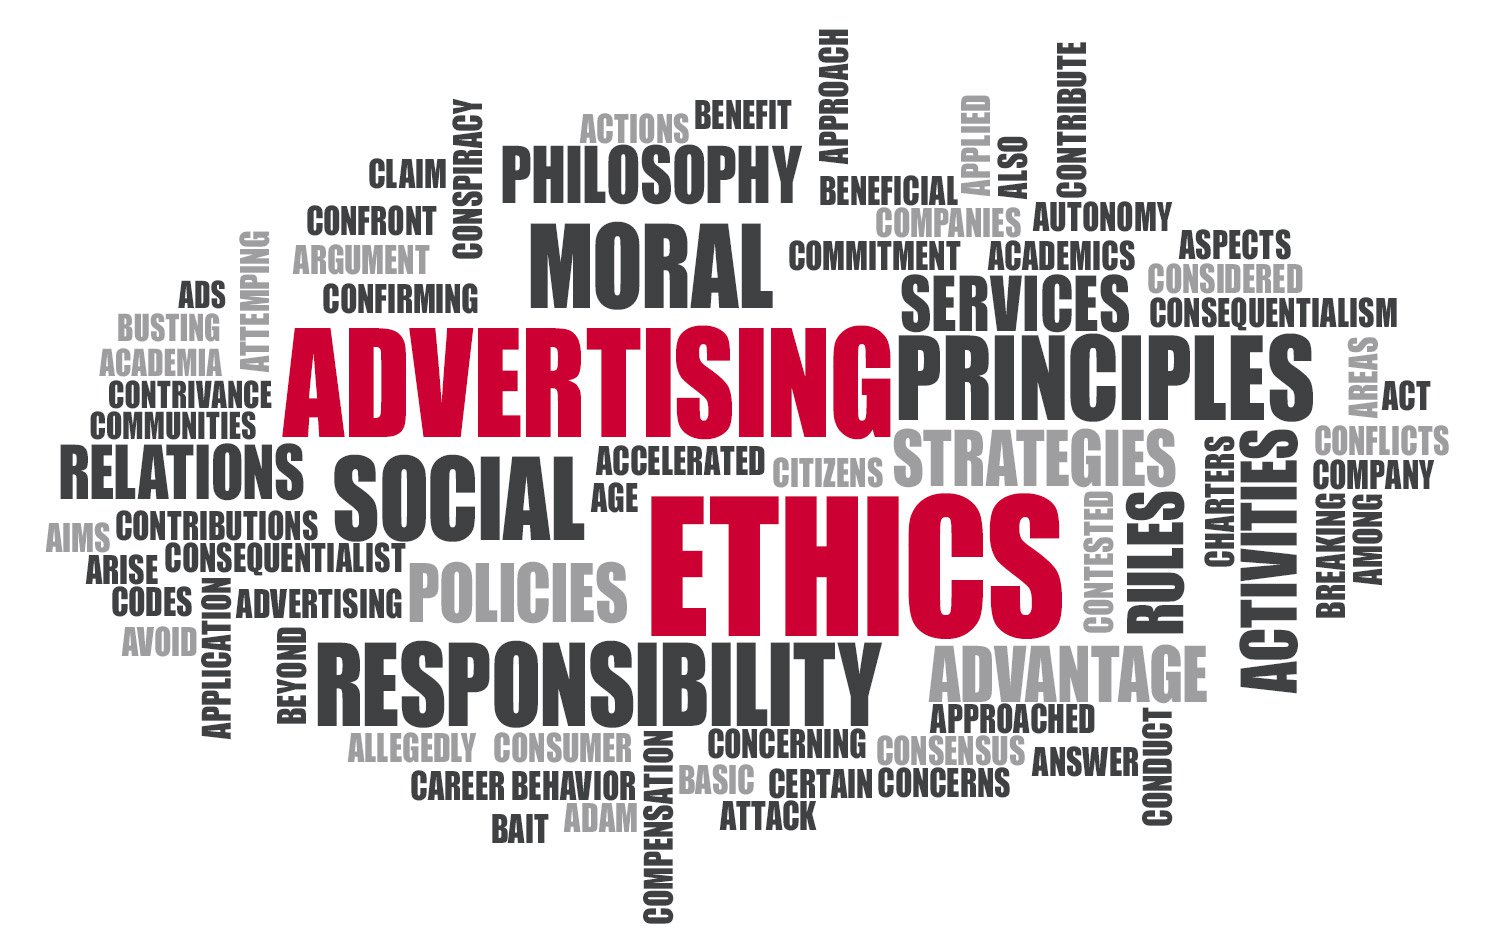 APPROACH
CONTRIBUTE
BENEFIT
ACTIONS
APPLIED
CONSPIRACY
ALSO
PHILOSOPHY
CLAIM
BENEFICIAL
CONFRONT
COMPANIES
AUTONOMY
MORAL
ARGUMENT
ATTEMPING
COMMITMENT
ACADEMICS
ASPECTS
CONSIDERED
ADS
CONFIRMING
SERVICES
CONSEQUENTIALISM
BUSTING
ACADEMIA
ADVERTISING
PRINCIPLES
AREAS
CONTRIVANCE
ACT
COMMUNITIES
STRATEGIES
CONFLICTS
RELATIONS
SOCIAL
ACCELERATED
CITIZENS
CHARTERS
ACTIVITIES
COMPANY
AGE
ETHICS
CONTESTED
RULES
BREAKING
AMONG
AIMS
CONTRIBUTIONS
ARISE
CONSEQUENTIALIST
CODES
APPLICATION
ADVERTISING
POLICIES
AVOID
BEYOND
RESPONSIBILITY
ADVANTAGE
APPROACHED
CONDUCT
ALLEGEDLY
CONSUMER
COMPENSATION
CONCERNING
CONSENSUS
ANSWER
CAREER
BEHAVIOR
BASIC
CERTAIN
CONCERNS
BAIT
ADAM
ATTACK